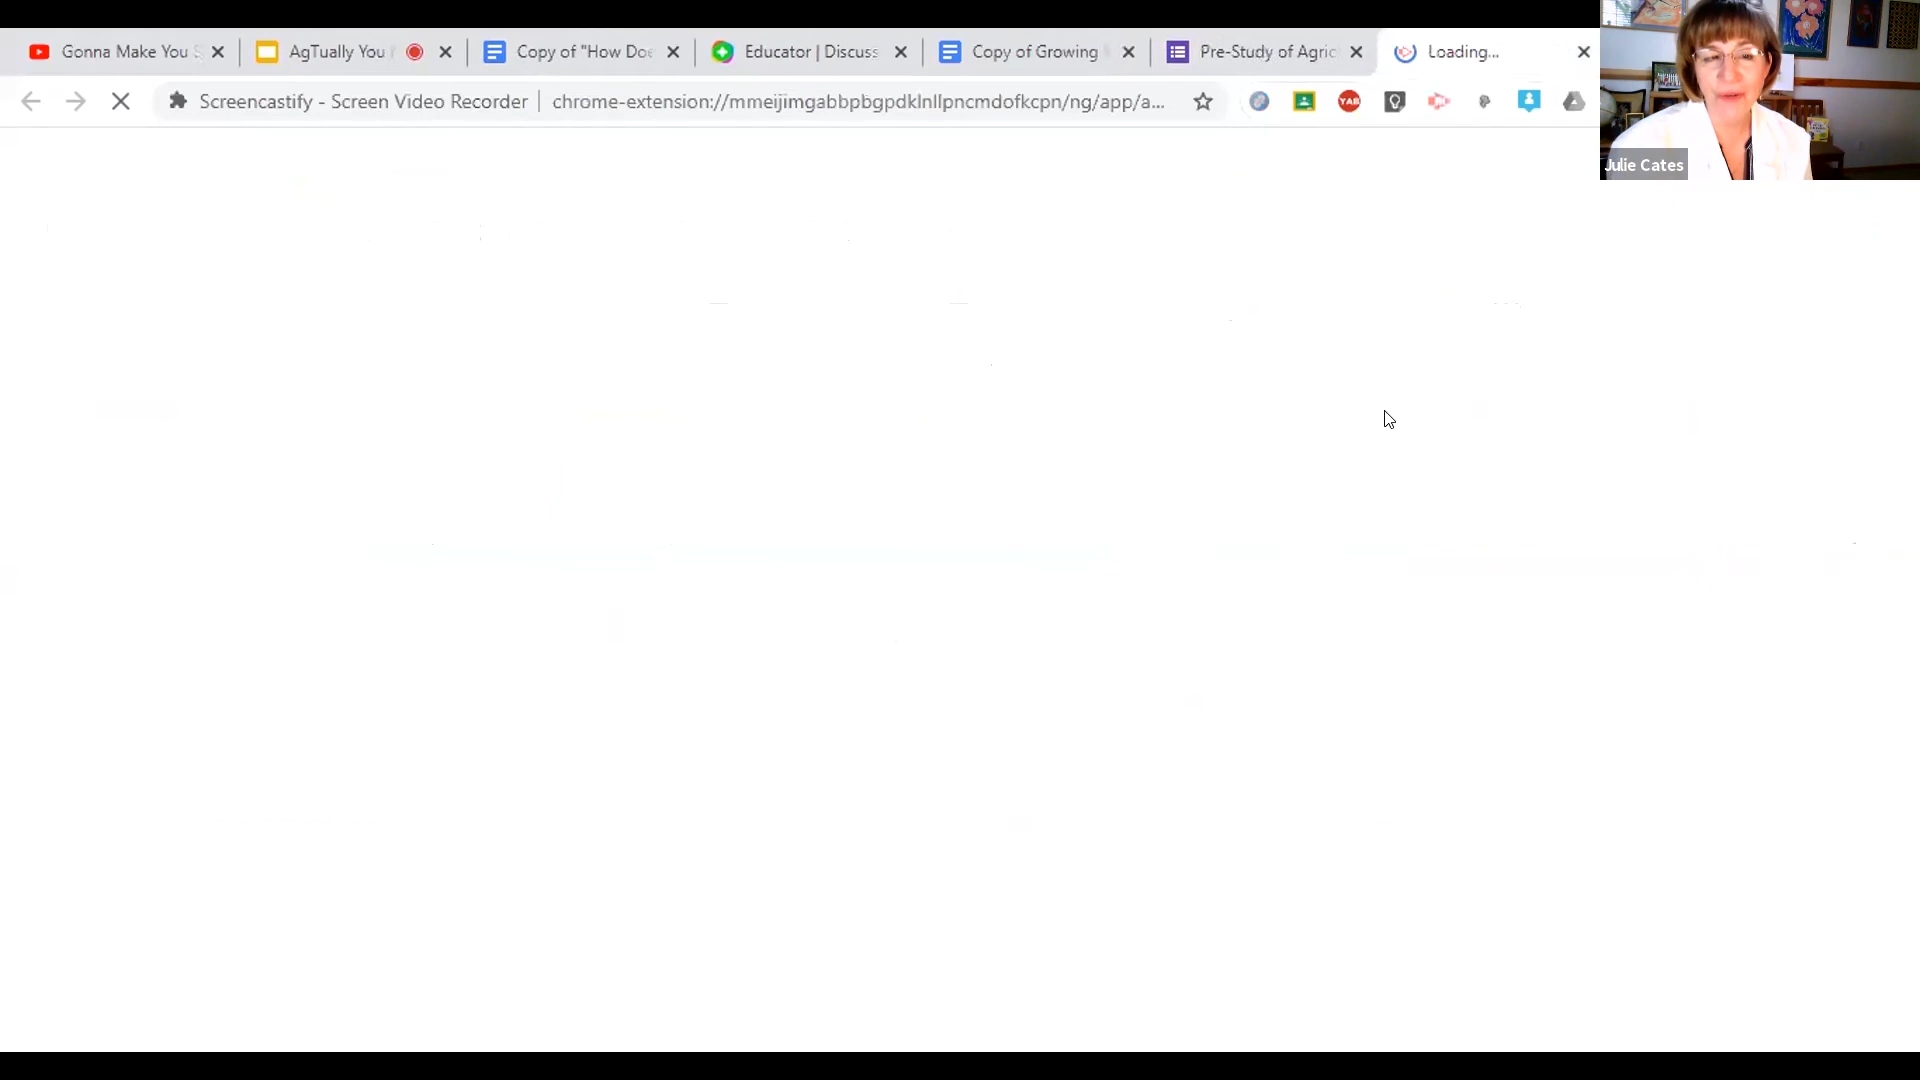 Gonna Make You S
AgTually You
Copy of "How Doe
Educator | Discuss
Copy of Growing
Pre-Study of Agric
Loading...
Screencastify - Screen Video Recorder
chrome-extension://mmeijimgabbpbgpdklnllpncmdofkcpn/ng/app/a...
YAB
Julie Cates